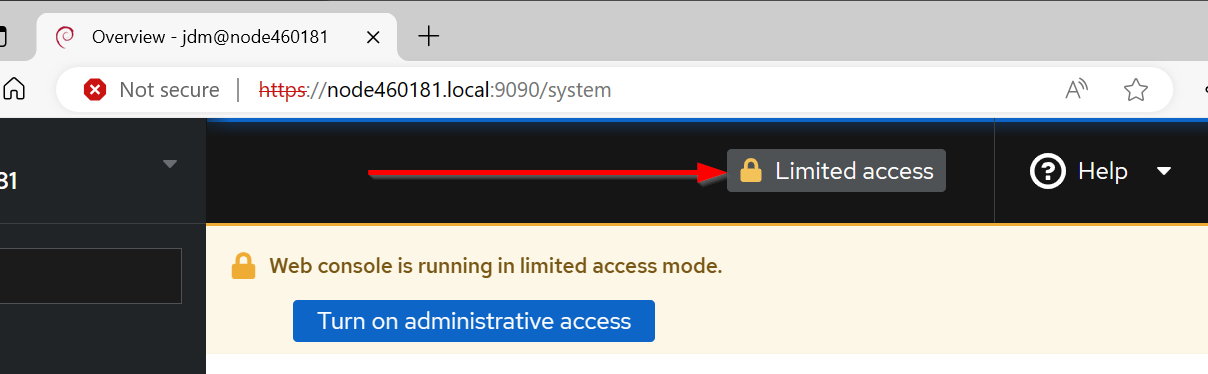 Overview - jdm@node460181
Not secure https://node460181.local:9090/system
81
Limited access
Help
Web console is running in limited access mode.
Turn on administrative access